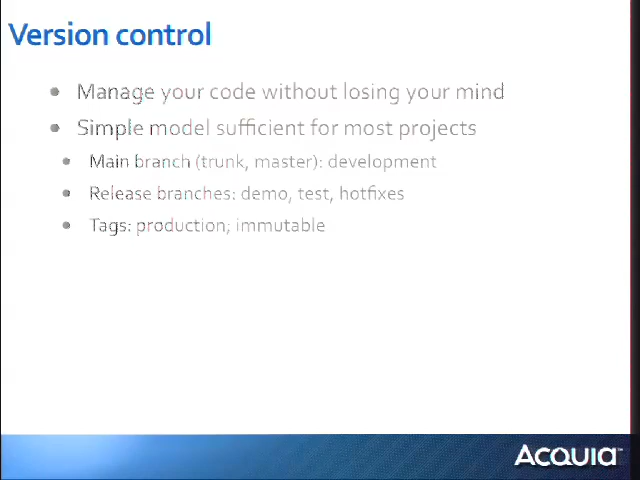 Version control
• Manage your code without losing your mind
• Simple model sufficient for most projects
• Main branch (trunk, master): development
• Release branches: demo, test, hotfixes
• Tags: production; immutable
ACQUIA™